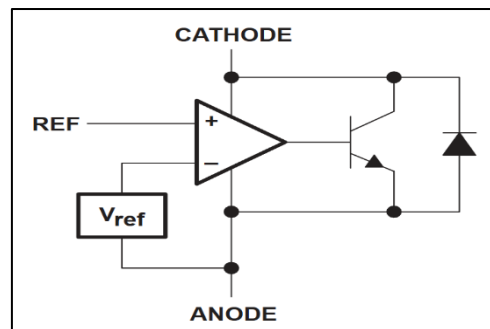 CATHODE
REF
+
–
Vref
ANODE